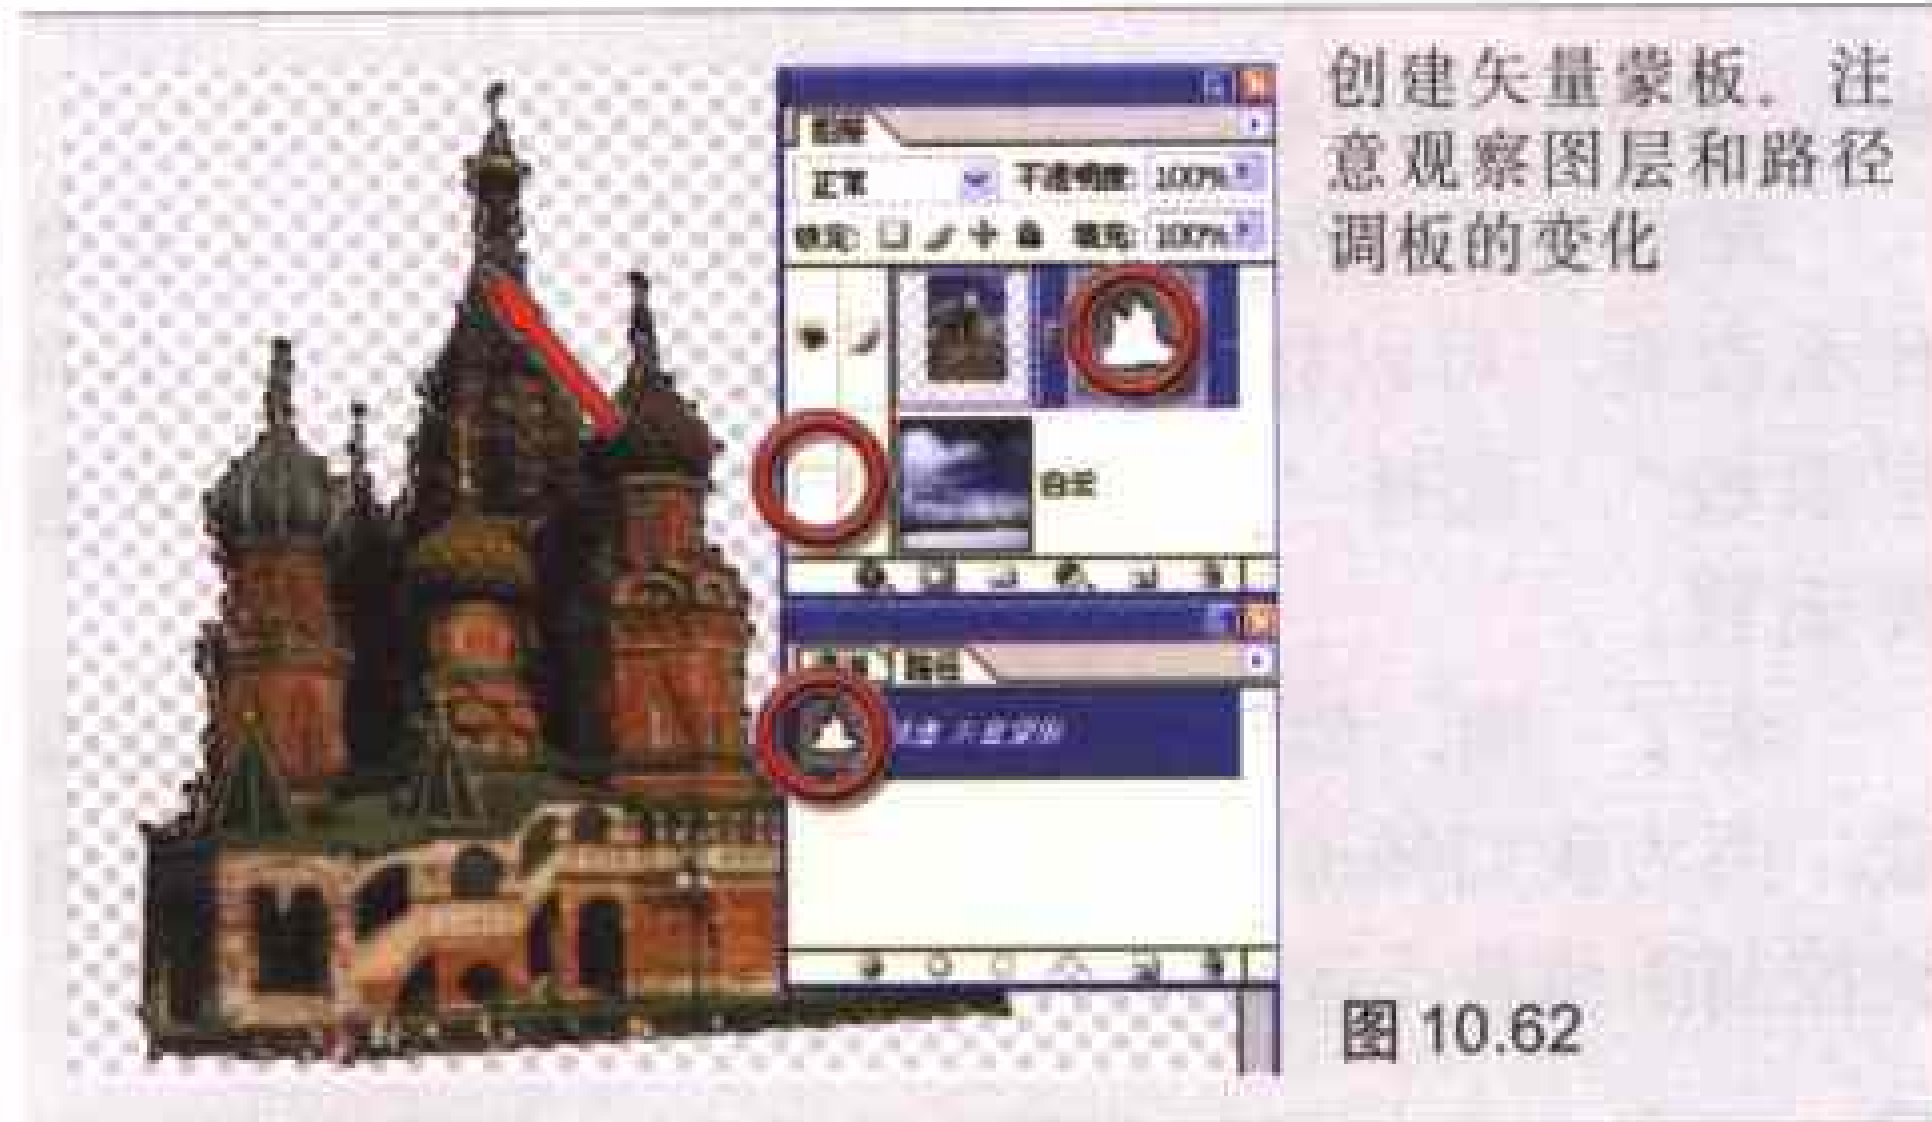 创建矢量蒙板。注
意观察图层和路径
调板的变化
图层
正常 不透明度: 100%
锁定: 填充: 100%
白云
路径
图 10.62